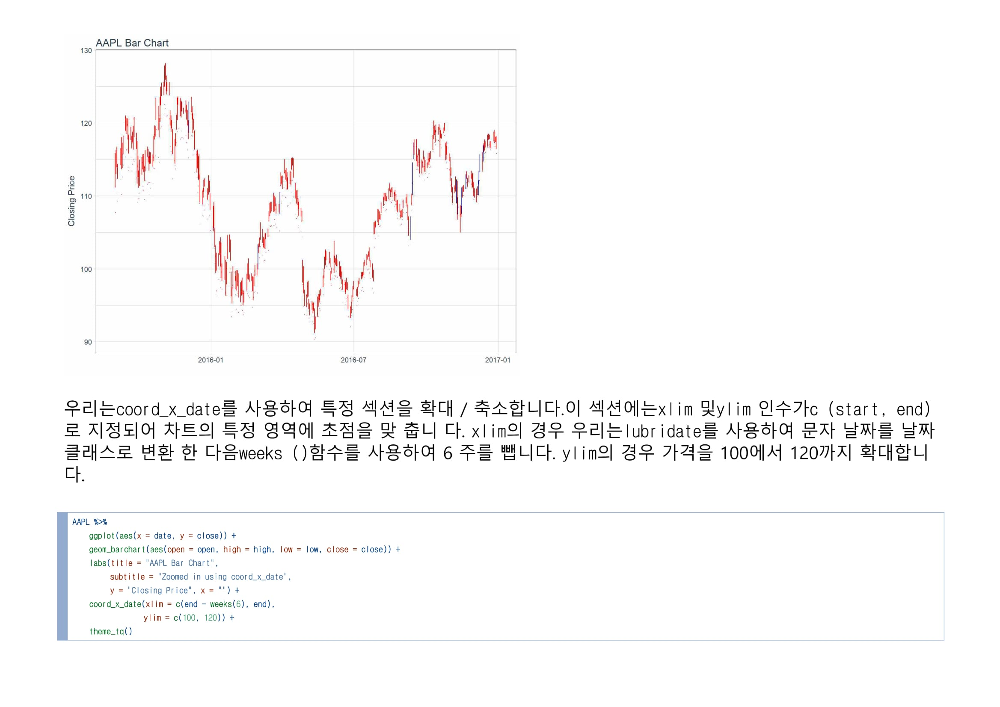 AAPL Bar Chart
130
120
110
100
90
Closing Price
2016-01 2016-07 2017-01
우리는coord_x_date를 사용하여 특정 섹션을 확대 / 축소합니다.이 섹션에는xlim 및ylim 인수가c (start, end)
로 지정되어 차트의 특정 영역에 초점을 맞 춥니 다. xlim의 경우 우리는lubridate를 사용하여 문자 날짜를 날짜
클래스로 변환 한 다음weeks ()함수를 사용하여 6 주를 뺍니다. ylim의 경우 가격을 100에서 120까지 확대합니
다.
AAPL %>%
ggplot(aes(x = date, y = close)) +
geom_barchart(aes(open = open, high = high, low = low, close = close)) +
labs(title = "AAPL Bar Chart",
subtitle = "Zoomed in using coord_x_date",
y = "Closing Price", x = "") +
coord_x_date(xlim = c(end - weeks(6), end),
ylim = c(100, 120)) +
theme_tq()